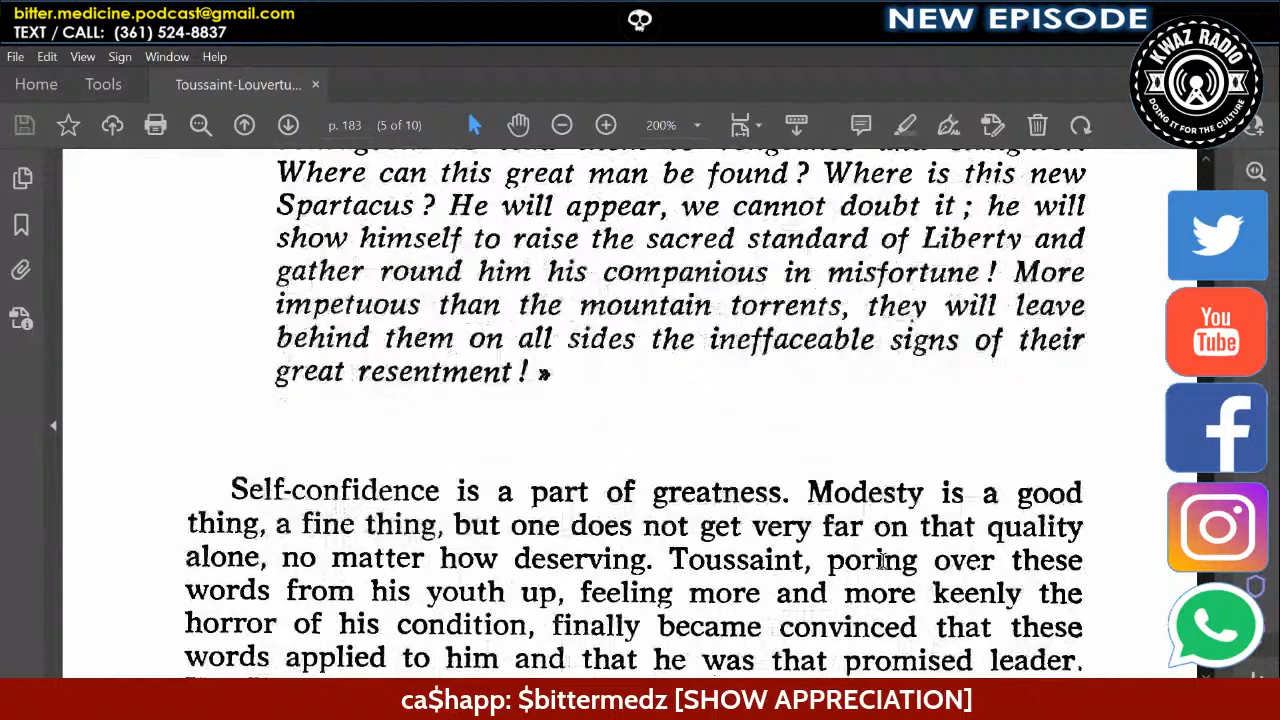 bitter.medicine.podcast@gmail.com
TEXT / CALL: (361) 524-8837
NEW EPISODE
KWAZ RADIO
DOING IT FOR THE CULTURE
File Edit View Sign Window Help
Home Tools Toussaint-Louvertu... ×
p. 183 (5 of 10) 200%
Where can this great man be found? Where is this new
Spartacus? He will appear, we cannot doubt it; he will
show himself to raise the sacred standard of Liberty and
gather round him his companious in misfortune! More
impetuous than the mountain torrents, they will leave
behind them on all sides the ineffaceable signs of their
great resentment! »
Self-confidence is a part of greatness. Modesty is a good
thing, a fine thing, but one does not get very far on that quality
alone, no matter how deserving. Toussaint, poring over these
words from his youth up, feeling more and more keenly the
horror of his condition, finally became convinced that these
words applied to him and that he was that promised leader.
You
Tube
ca$happ: $bittermedz [SHOW APPRECIATION]